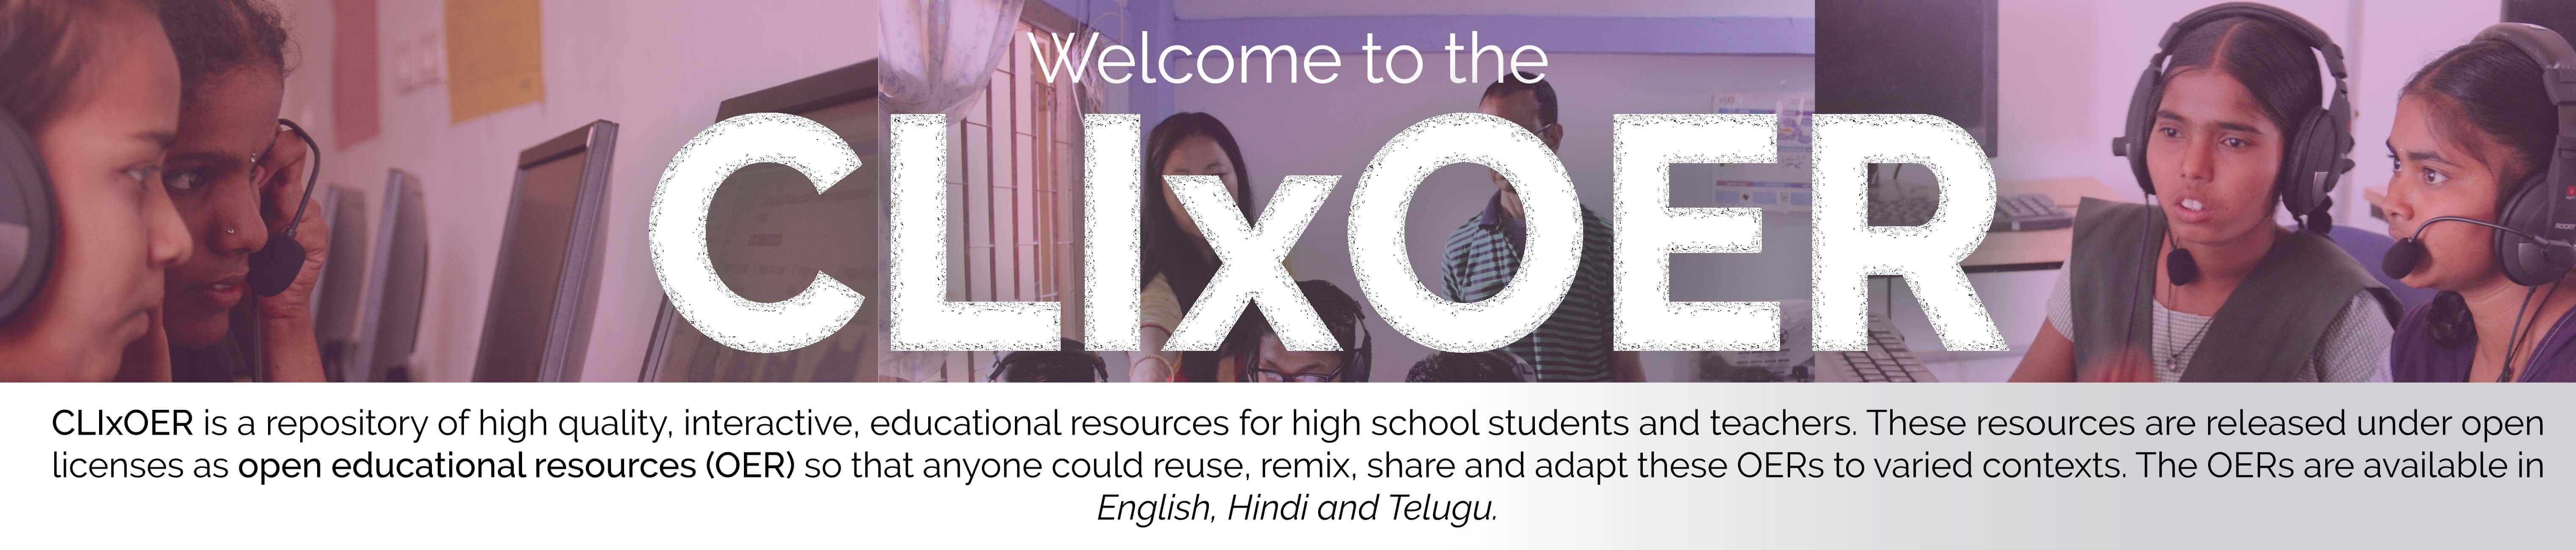 Welcome to the
CLIxOER
CLIxOER is a repository of high quality, interactive, educational resources for high school students and teachers. These resources are released under open
licenses as open educational resources (OER) so that anyone could reuse, remix, share and adapt these OERs to varied contexts. The OERs are available in
English, Hindi and Telugu.